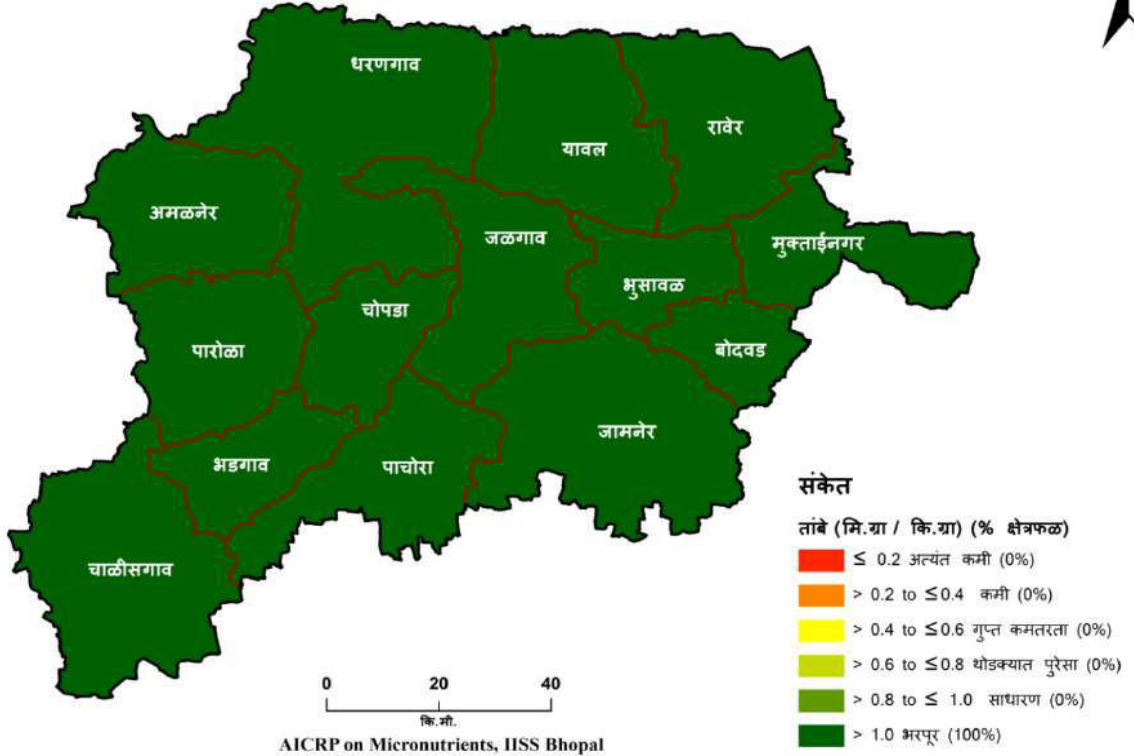 धरणगाव
यावल
रावेर
अमळनेर
जळगाव
मुक्ताईनगर
भुसावळ
चोपडा
पारोळा
बोदवड
जामनेर
भडगाव
पाचोरा
चाळीसगाव
संकेत
तांबे (मि.ग्रा / कि.ग्रा) (% क्षेत्रफळ)
≤ 0.2 अत्यंत कमी (0%)
> 0.2 to ≤0.4 कमी (0%)
> 0.4 to ≤0.6 गुप्त कमतरता (0%)
> 0.6 to ≤0.8 थोडक्यात पुरेसा (0%)
> 0.8 to ≤ 1.0 साधारण (0%)
> 1.0 भरपूर (100%)
0 20 40
कि.मी.
AICRP on Micronutrients, IISS Bhopal